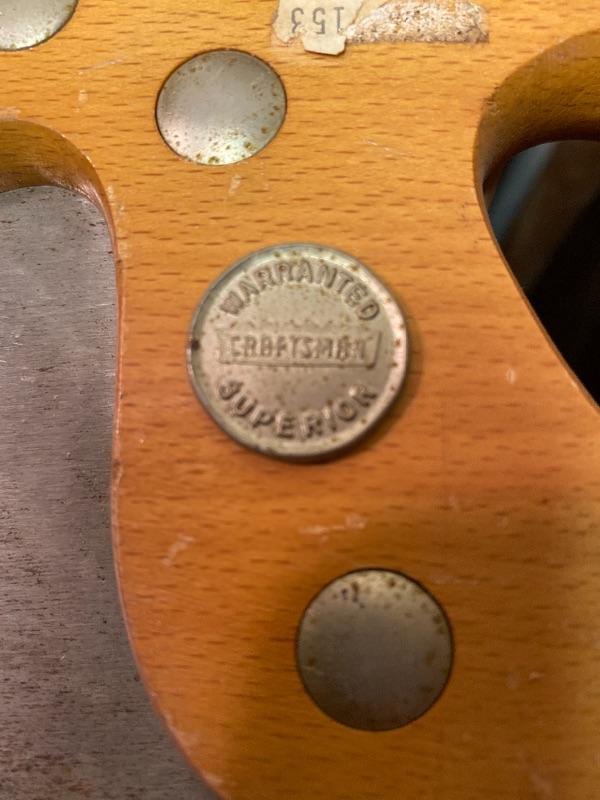 153
WARRANTED
CRAFTSMAN
SUPERIOR